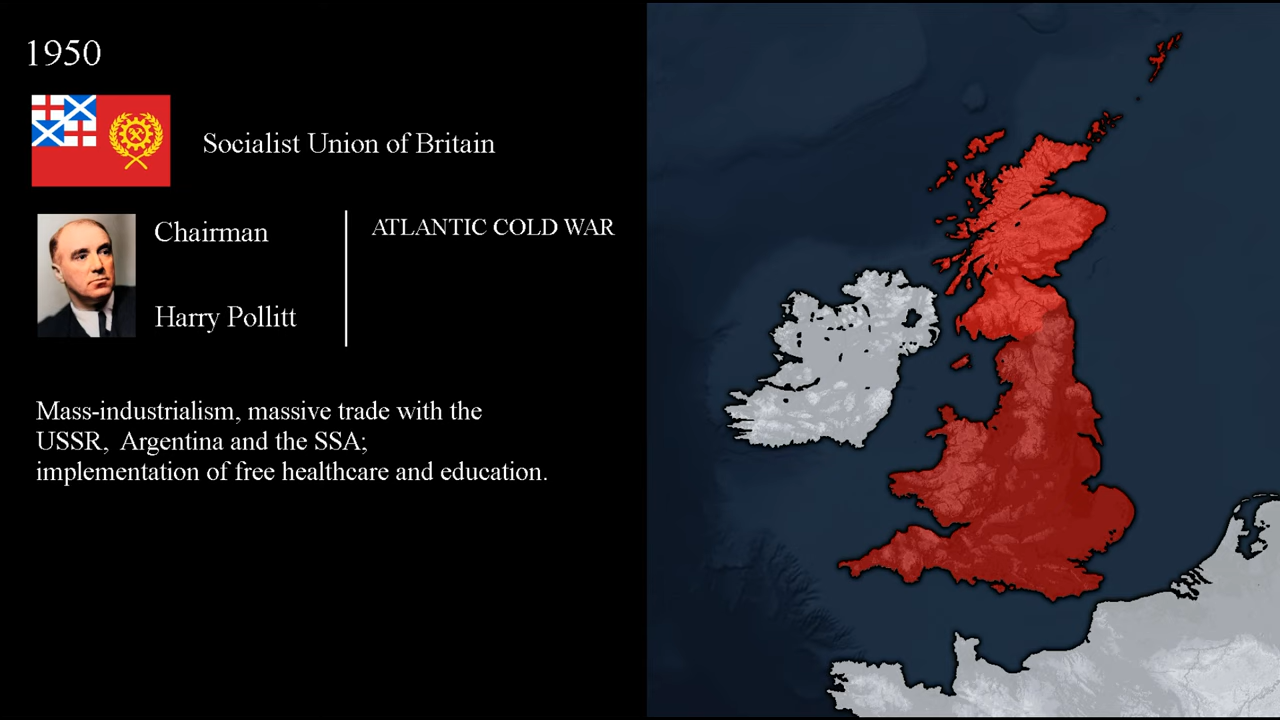 1950
Socialist Union of Britain
Chairman
ATLANTIC COLD WAR
Harry Pollitt
Mass-industrialism, massive trade with the
USSR, Argentina and the SSA;
implementation of free healthcare and education.